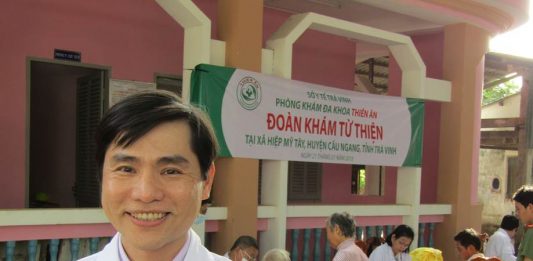 SỞ Y TẾ TRÀ VINH
PHÒNG KHÁM ĐA KHOA THIÊN ÂN
ĐOÀN KHÁM TỪ THIỆN
TẠI XÃ HIỆP MỸ TÂY, HUYỆN CẦU NGANG, TỈNH TRÀ VINH